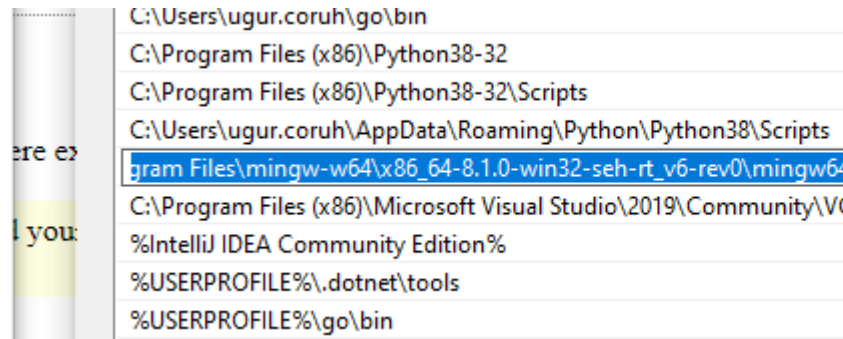 C:\Users\ugur.coruh\go\bin
C:\Program Files (x86)\Python38-32
C:\Program Files (x86)\Python38-32\Scripts
C:\Users\ugur.coruh\AppData\Roaming\Python\Python38\Scripts
ere ex
gram Files\mingw-w64\x86_64-8.1.0-win32-seh-rt_v6-rev0\mingw64
C:\Program Files (x86)\Microsoft Visual Studio\2019\Community\VC
l you
%IntelliJ IDEA Community Edition%
%USERPROFILE%\.dotnet\tools
%USERPROFILE%\go\bin